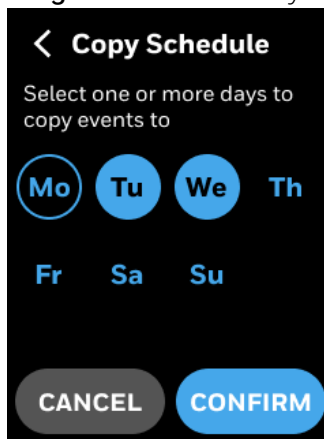 Copy Schedule
Select one or more days to
copy events to
Mo Tu We Th
Fr Sa Su
CANCEL CONFIRM